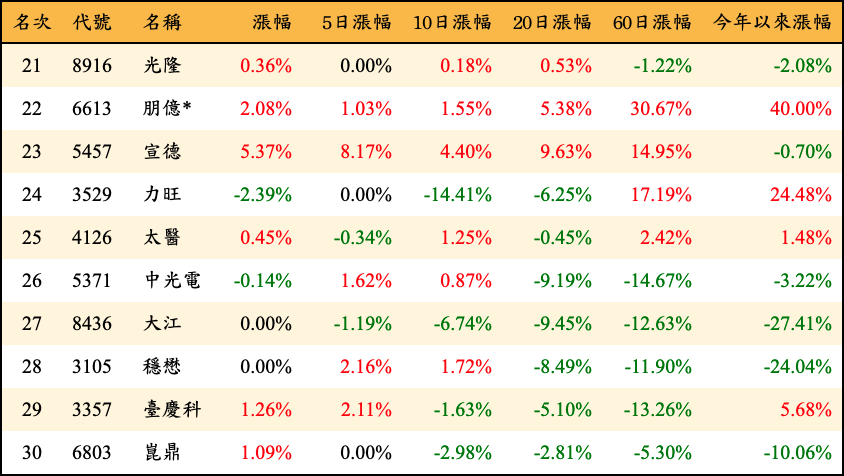 名次 代號 名稱 漲幅 5日漲幅 10日漲幅 20日漲幅 60日漲幅 今年以來漲幅
21 8916 光隆 0.36% 0.00% 0.18% 0.53% -1.22% -2.08%
22 6613 朋億* 2.08% 1.03% 1.55% 5.38% 30.67% 40.00%
23 5457 宣德 5.37% 8.17% 4.40% 9.63% 14.95% -0.70%
24 3529 力旺 -2.39% 0.00% -14.41% -6.25% 17.19% 24.48%
25 4126 太醫 0.45% -0.34% 1.25% -0.45% 2.42% 1.48%
26 5371 中光電 -0.14% 1.62% 0.87% -9.19% -14.67% -3.22%
27 8436 大江 0.00% -1.19% -6.74% -9.45% -12.63% -27.41%
28 3105 穩懋 0.00% 2.16% 1.72% -8.49% -11.90% -24.04%
29 3357 臺慶科 1.26% 2.11% -1.63% -5.10% -13.26% 5.68%
30 6803 崑鼎 1.09% 0.00% -2.98% -2.81% -5.30% -10.06%